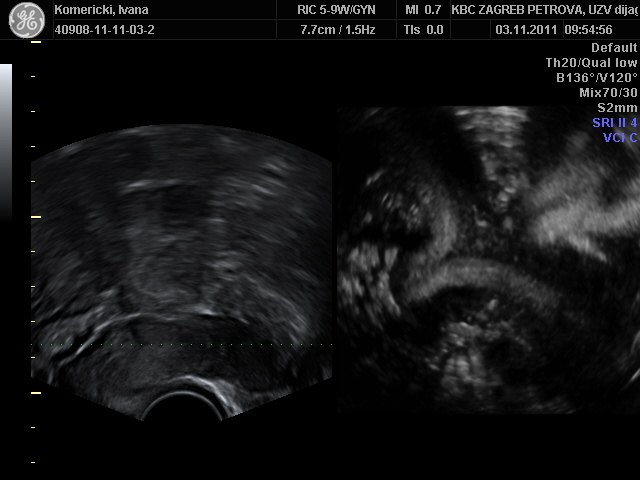 GE
Komericki, Ivana
RIC 5-9W/GYN
MI 0.7
KBC ZAGREB PETROVA, UZV dijag
40908-11-11-03-2
7.7cm / 1.5Hz
TIs 0.0
03.11.2011
09:54:56
Default
Th20/Qual low
B136°/V120°
Mix70/30
S2mm
SRI II 4
VCI C